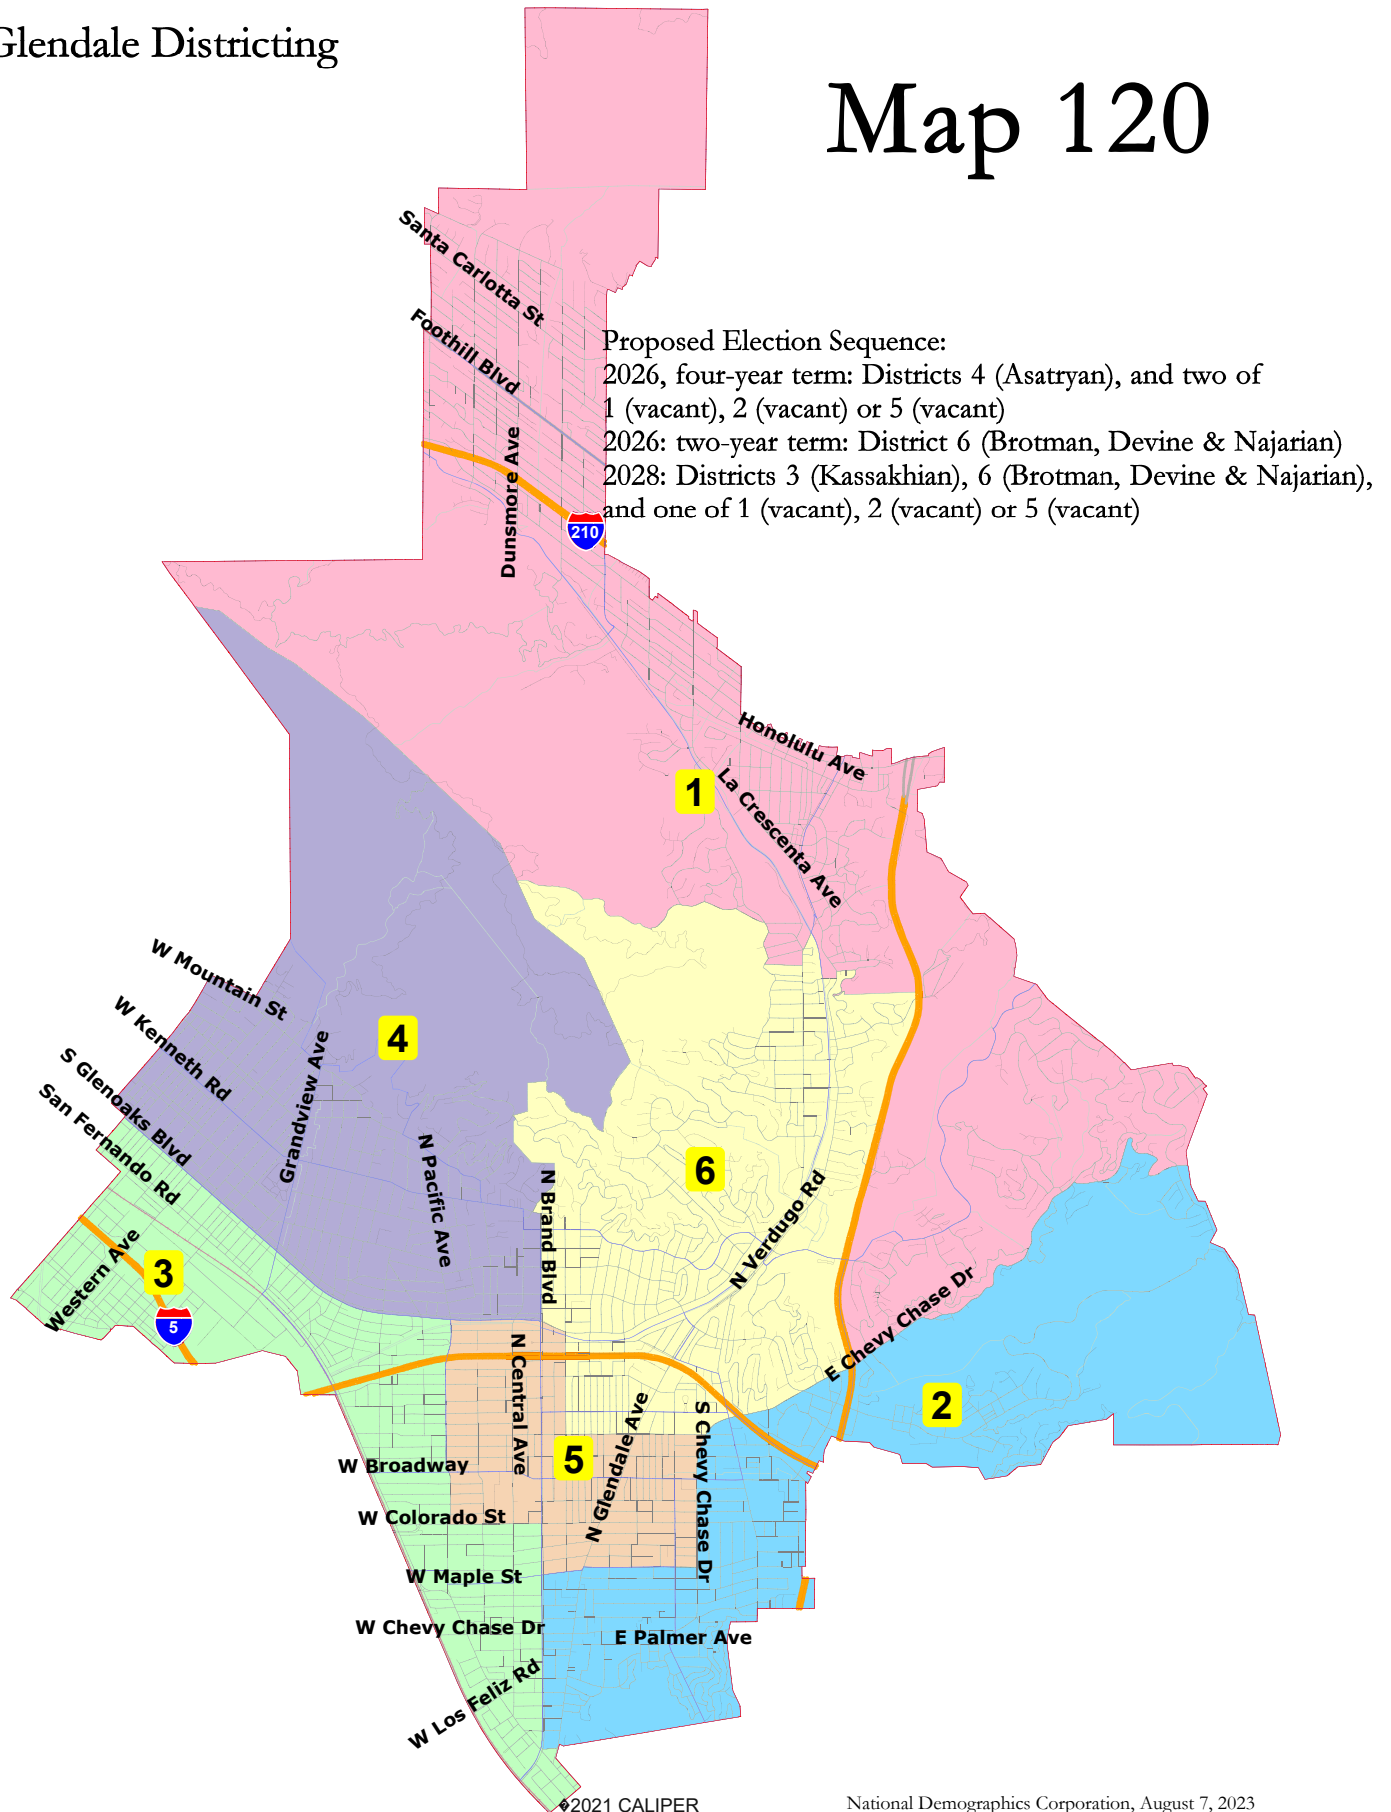 Glendale Districting
Map 120
Santa Carlotta St
Foothill Blvd
Proposed Election Sequence:
2026, four-year term: Districts 4 (Asatryan), and two of
1 (vacant), 2 (vacant) or 5 (vacant)
2026: two-year term: District 6 (Brotman, Devine & Najarian)
2028: Districts 3 (Kassakhian), 6 (Brotman, Devine & Najarian),
and one of 1 (vacant), 2 (vacant) or 5 (vacant)
Dunsmore Ave
210
Honolulu Ave
1
La Crescenta Ave
W Mountain St
W Kenneth Rd
4
S Glenoaks Blvd
San Fernando Rd
Grandview Ave
N Pacific Ave
6
N Brand Blvd
N Verdugo Rd
Western Ave
3
5
E Chevy Chase Dr
N Central Ave
2
N Glendale Ave
S Chevy Chase Dr
5
W Broadway
W Colorado St
W Maple St
W Chevy Chase Dr
E Palmer Ave
W Los Feliz Rd
�2021 CALIPER
National Demographics Corporation, August 7, 2023